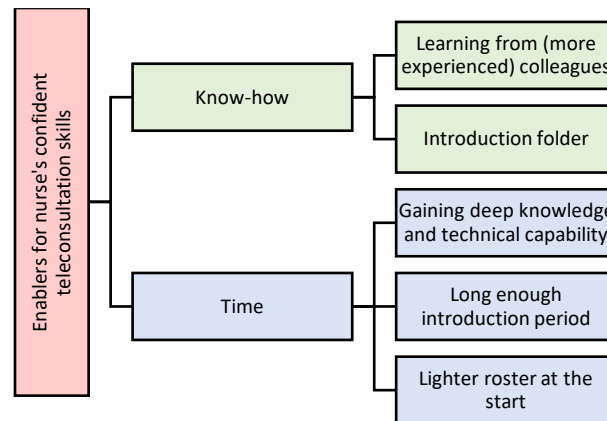 Enablers for nurse's confident
teleconsultation skills
Know-how
Learning from (more
experienced) colleagues
Introduction folder
Time
Gaining deep knowledge
and technical capability
Long enough
introduction period
Lighter roster at the
start